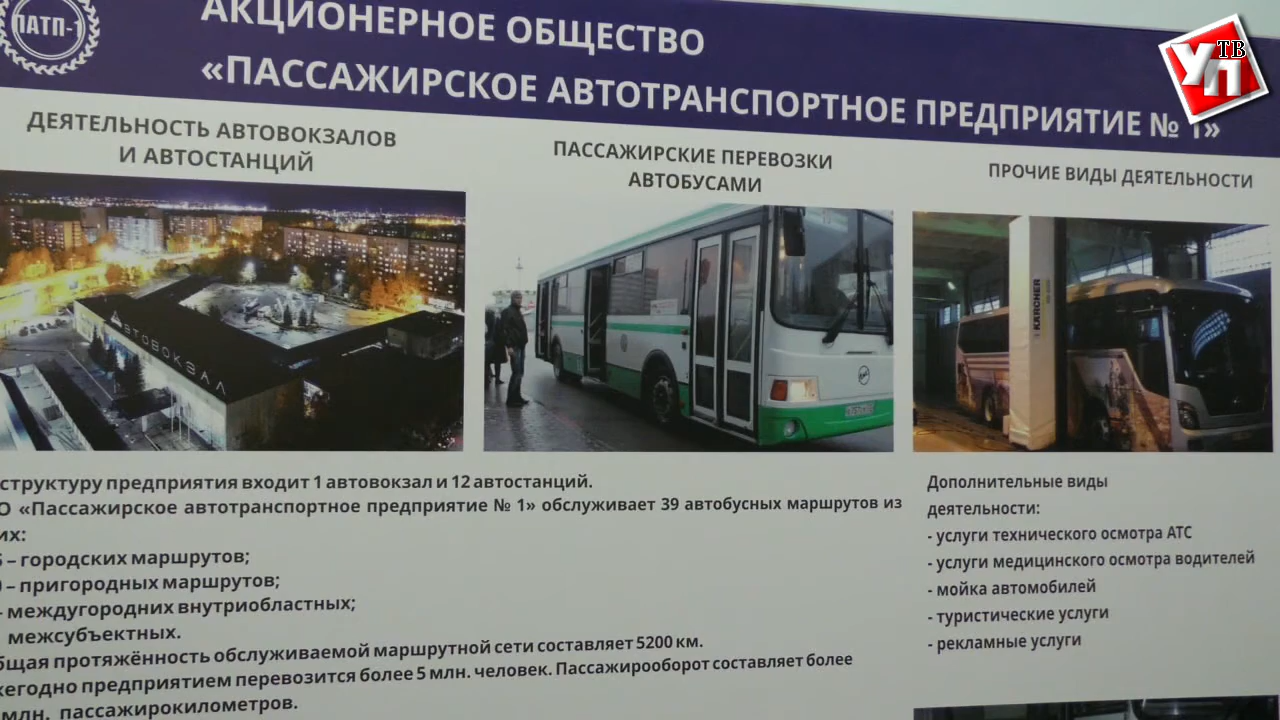 ПАТП-1
АКЦИОНЕРНОЕ ОБЩЕСТВО
«ПАССАЖИРСКОЕ АВТОТРАНСПОРТНОЕ ПРЕДПРИЯТИЕ № 1»
УП ТВ
ДЕЯТЕЛЬНОСТЬ АВТОВОКЗАЛОВ
И АВТОСТАНЦИЙ
АВТОВОКЗАЛ
структуру предприятия входит 1 автовокзал и 12 автостанций.
О «Пассажирское автотранспортное предприятие № 1» обслуживает 39 автобусных маршрутов из
их:
– городских маршрутов;
– пригородных маршрутов;
- междугородних внутриобластных;
межсубъектных.
бщая протяжённость обслуживаемой маршрутной сети составляет 5200 км.
жегодно предприятием перевозится более 5 млн. человек. Пассажирооборот составляет более
млн. пассажирокилометров.
ПАССАЖИРСКИЕ ПЕРЕВОЗКИ
АВТОБУСАМИ
ПРОЧИЕ ВИДЫ ДЕЯТЕЛЬНОСТИ
KARCHER
Дополнительные виды
деятельности:
- услуги технического осмотра АТС
- услуги медицинского осмотра водителей
- мойка автомобилей
- туристические услуги
- рекламные услуги